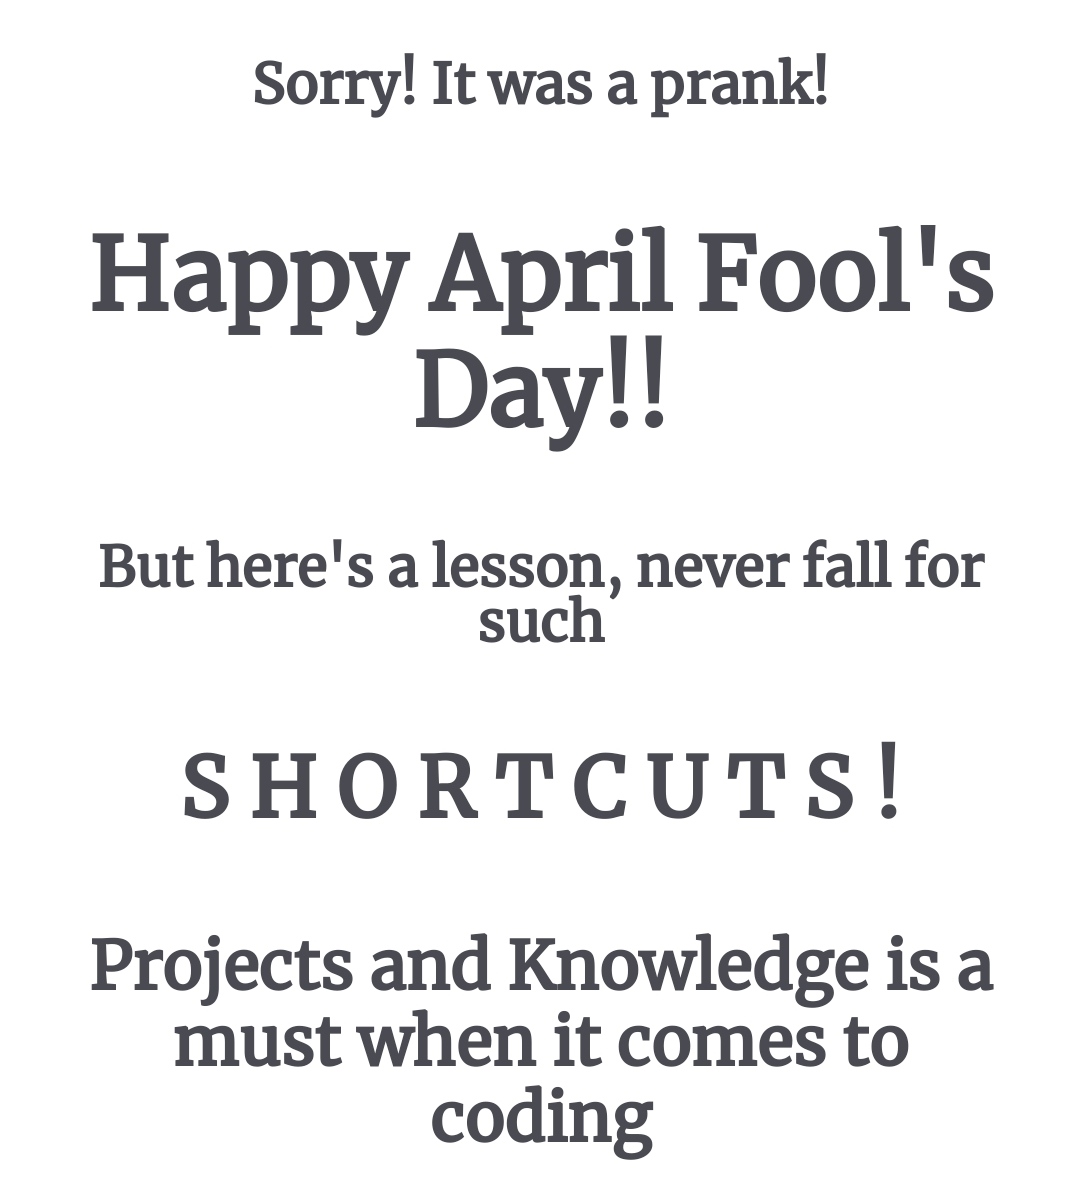 Sorry! It was a prank!
Happy April Fool's
Day!!
But here's a lesson, never fall for
such
SHORTCUTS!
Projects and Knowledge is a
must when it comes to
coding